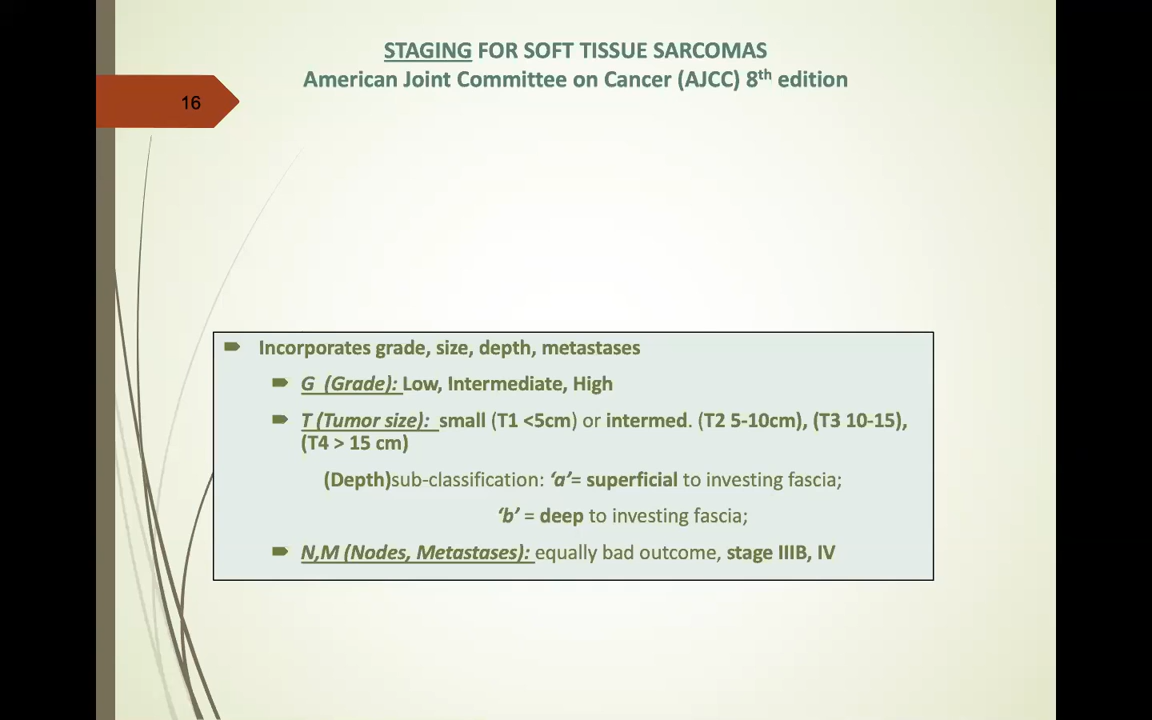 STAGING FOR SOFT TISSUE SARCOMAS
American Joint Committee on Cancer (AJCC) 8th edition
16
Incorporates grade, size, depth, metastases
G (Grade): Low, Intermediate, High
T (Tumor size): small (T1 <5cm) or intermed. (T2 5-10cm), (T3 10-15),
(T4 > 15 cm)
(Depth)sub-classification: ‘a’= superficial to investing fascia;
‘b’ = deep to investing fascia;
N,M (Nodes, Metastases): equally bad outcome, stage IIIB, IV